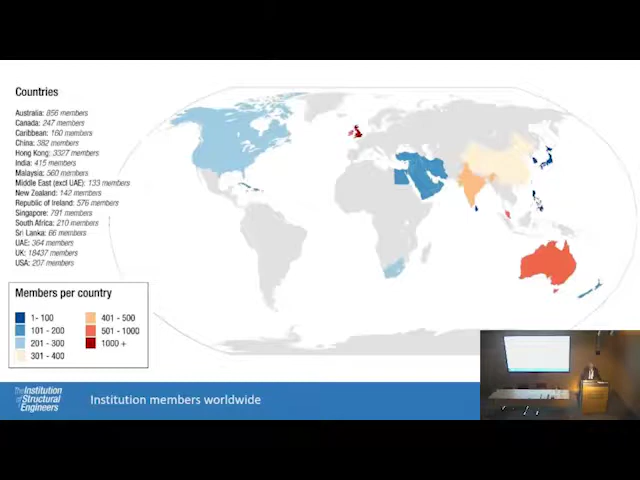 Countries
Australia: 856 members
Canada: 247 members
Caribbean: 160 members
China: 382 members
Hong Kong: 3327 members
India: 415 members
Malaysia: 560 members
Middle East (excl UAE): 133 members
New Zealand: 142 members
Republic of Ireland: 576 members
Singapore: 791 members
South Africa: 210 members
Sri Lanka: 66 members
UAE: 364 members
UK: 18437 members
USA: 207 members
Members per country
1- 100
101 - 200
201 - 300
301 - 400
401 - 500
501 - 1000
1000 +
The Institution
of Structural
Engineers
Institution members worldwide